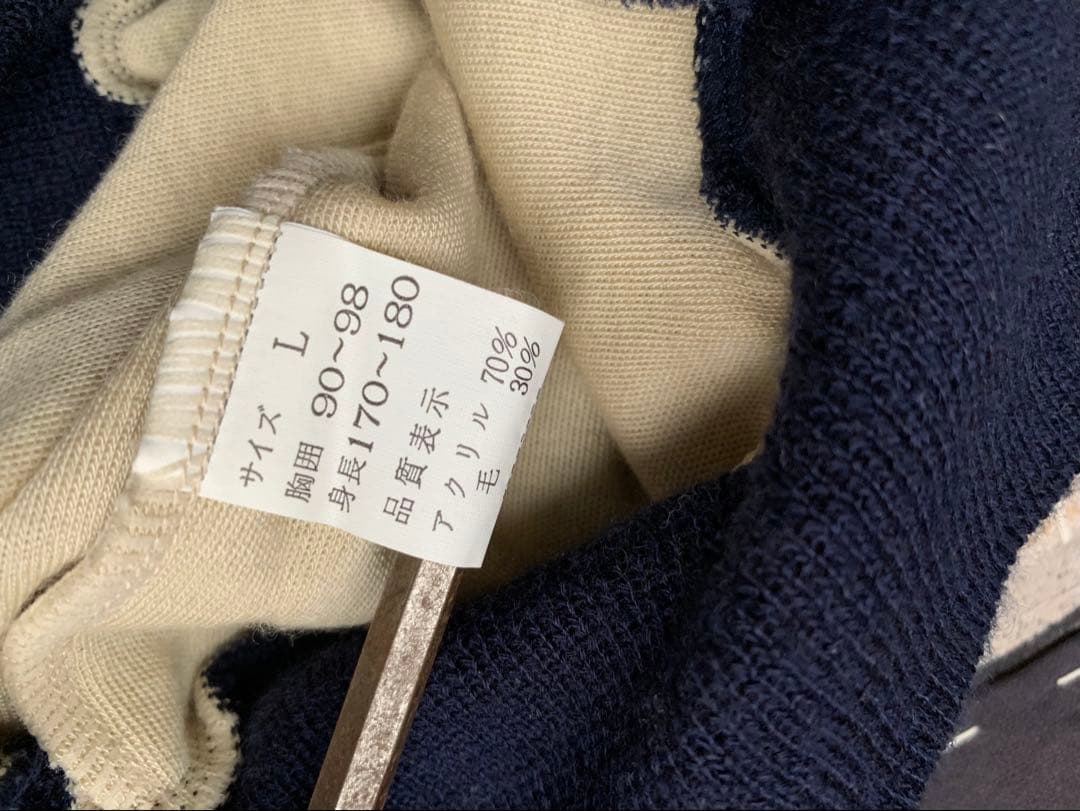 サイズ L
胸囲 90~98
身長170~180
品質表示
アクリル 70%
毛 30%